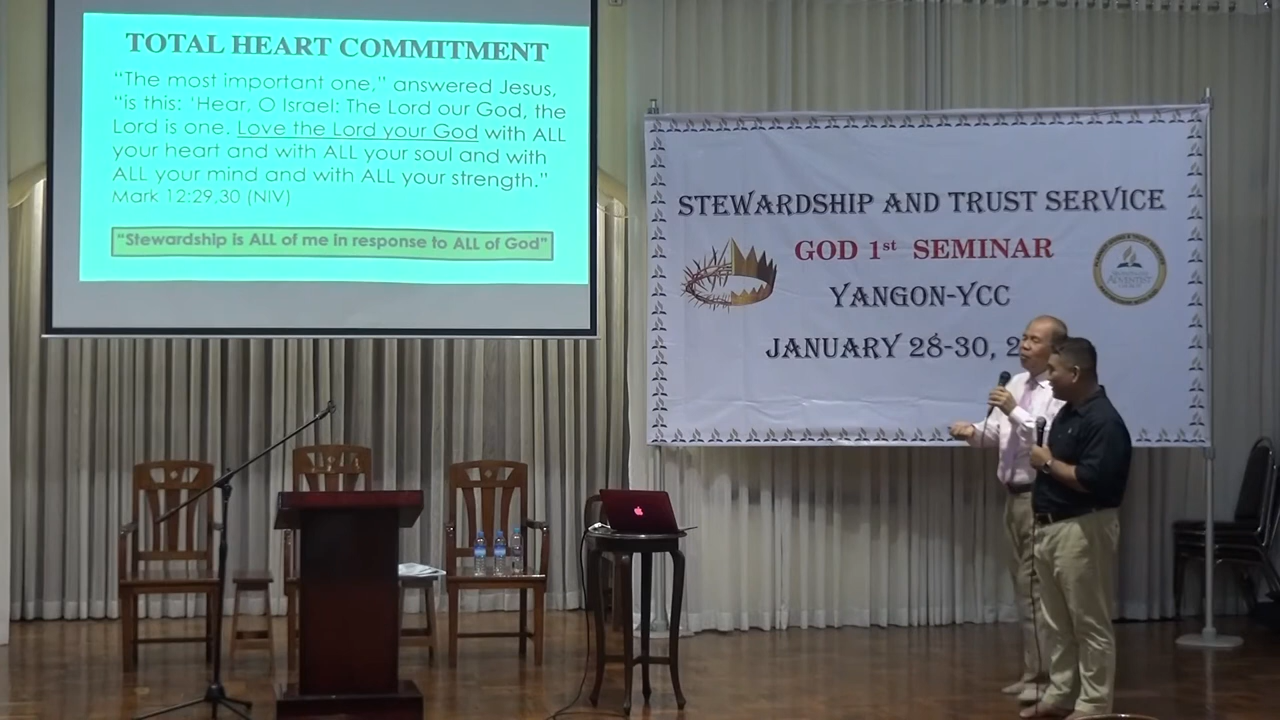 TOTAL HEART COMMITMENT
“The most important one,” answered Jesus,
“is this: ‘Hear, O Israel: The Lord our God, the
Lord is one. Love the Lord your God with ALL
your heart and with ALL your soul and with
ALL your mind and with ALL your strength.”
Mark 12:29,30 (NIV)
“Stewardship is ALL of me in response to ALL of God”
STEWARDSHIP AND TRUST SERVICE
GOD 1st SEMINAR
YANGON-YCC
JANUARY 28-30, 2
ADVENTIST